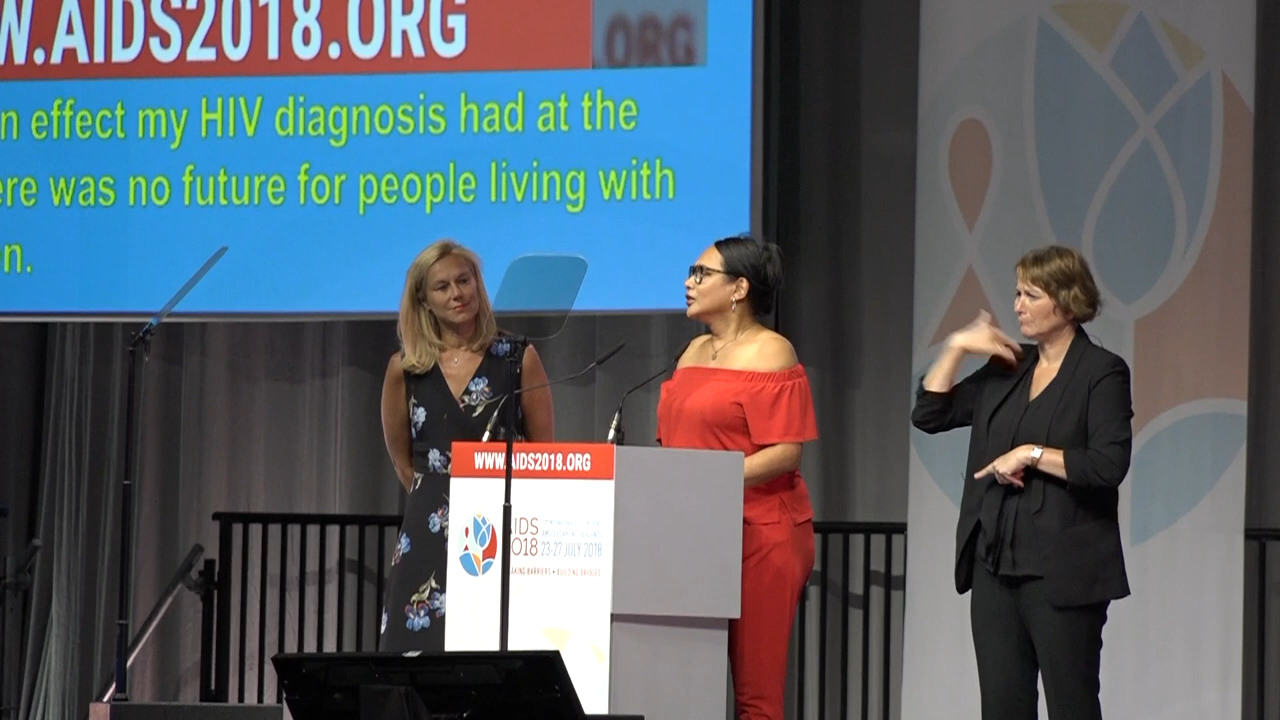 W.AIDS2018.ORG
ORG
n effect my HIV diagnosis had at the
ere was no future for people living with
n.
WWW.AIDS2018.ORG
AIDS
2018 23-27 JULY 2018
BUILDING BRIDGES